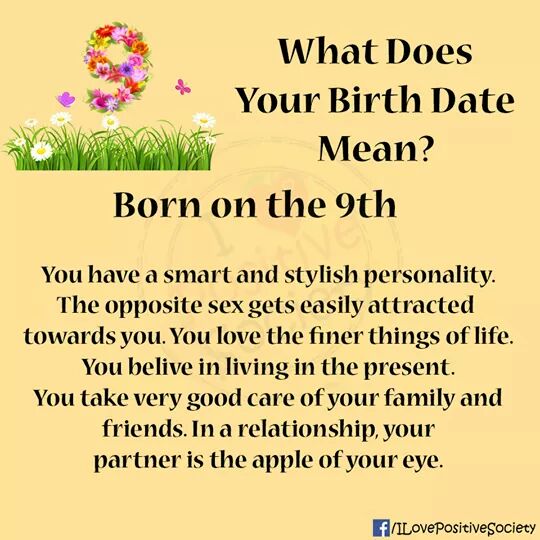 9
What Does
Your Birth Date
Mean?
Born on the 9th
You have a smart and stylish personality.
The opposite sex gets easily attracted
towards you. You love the finer things of life.
You belive in living in the present.
You take very good care of your family and
friends. In a relationship, your
partner is the apple of your eye.
f/ILovePositiveSociety